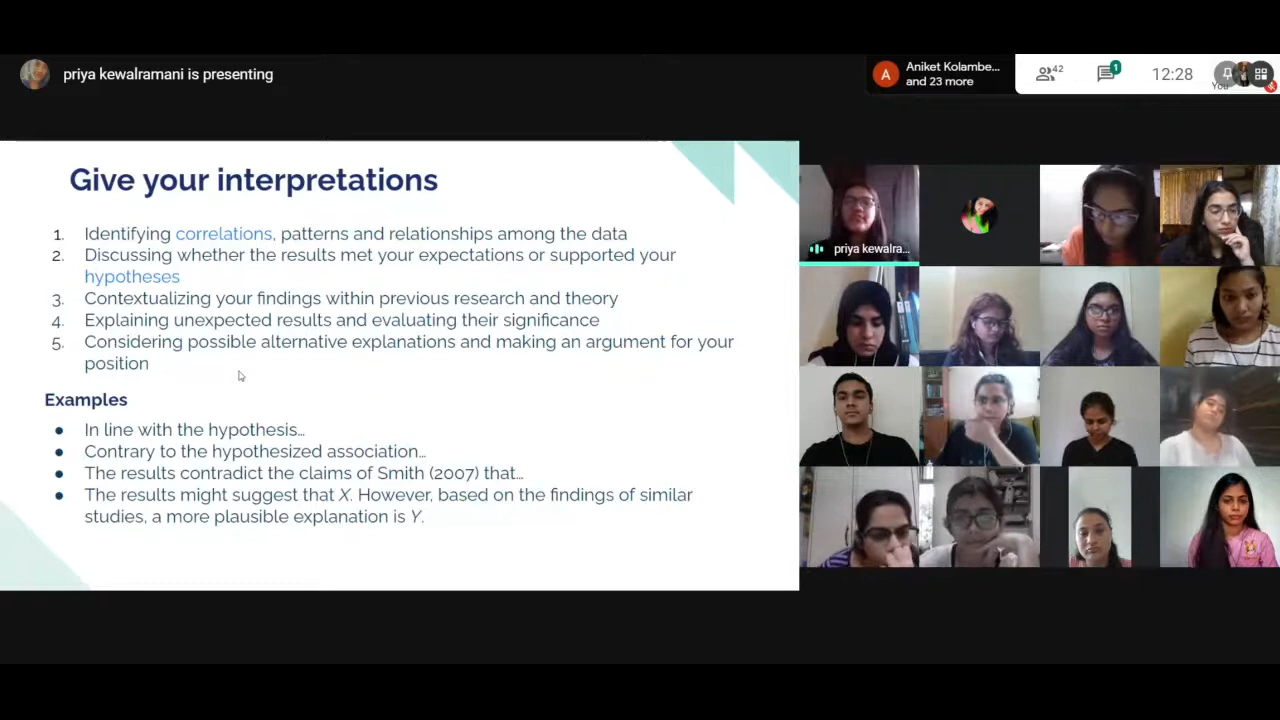 priya kewalramani is presenting
A
Aniket Kolambe...
and 23 more
42
1
12:28
You
Give your interpretations
1. Identifying correlations, patterns and relationships among the data
2. Discussing whether the results met your expectations or supported your
hypotheses
3. Contextualizing your findings within previous research and theory
4. Explaining unexpected results and evaluating their significance
5. Considering possible alternative explanations and making an argument for your
position
Examples
● In line with the hypothesis…
● Contrary to the hypothesized association…
● The results contradict the claims of Smith (2007) that…
● The results might suggest that X. However, based on the findings of similar
studies, a more plausible explanation is Y.
priya kewalra...